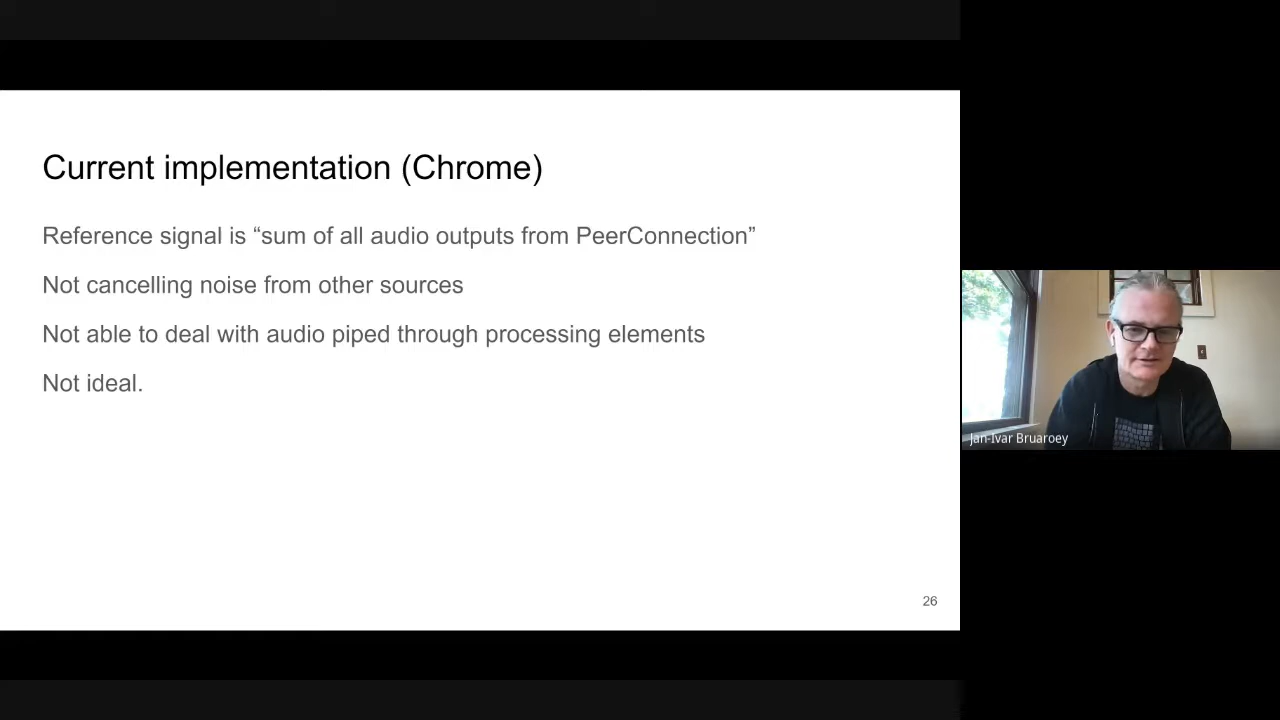 Current implementation (Chrome)
Reference signal is “sum of all audio outputs from PeerConnection”
Not cancelling noise from other sources
Not able to deal with audio piped through processing elements
Not ideal.
26
Jan-Ivar Bruaroey